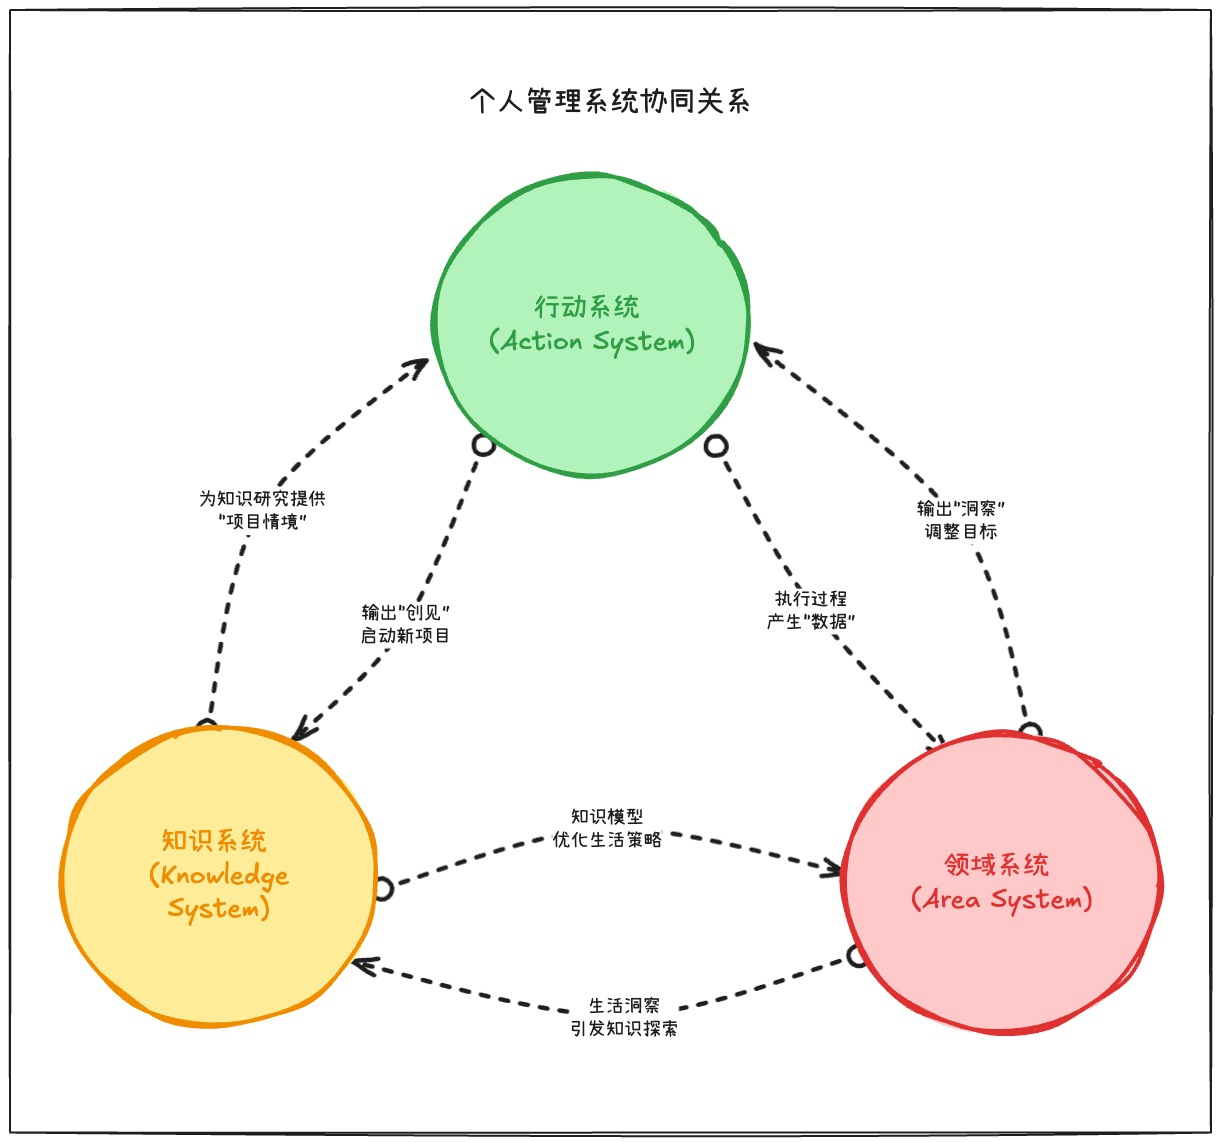 个人管理系统协同关系
行动系统
(Action System)
为知识研究提供
"项目情境"
输出"洞察"
调整目标
输出"创见"
启动新项目
执行过程
产生"数据"
知识系统
(Knowledge
System)
知识模型
优化生活策略
领域系统
(Area System)
生活洞察
引发知识探索